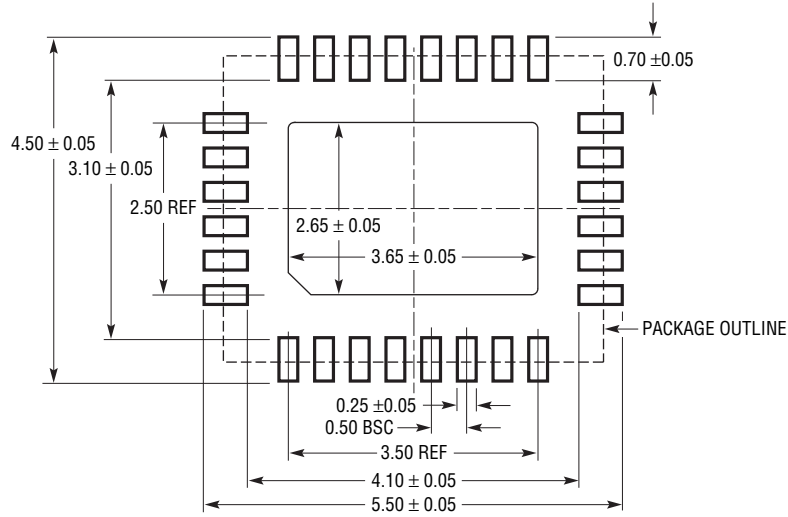 0.70 ±0.05
4.50 ± 0.05
3.10 ± 0.05
2.50 REF
2.65 ± 0.05
3.65 ± 0.05
PACKAGE OUTLINE
0.25 ±0.05
0.50 BSC
3.50 REF
4.10 ± 0.05
5.50 ± 0.05